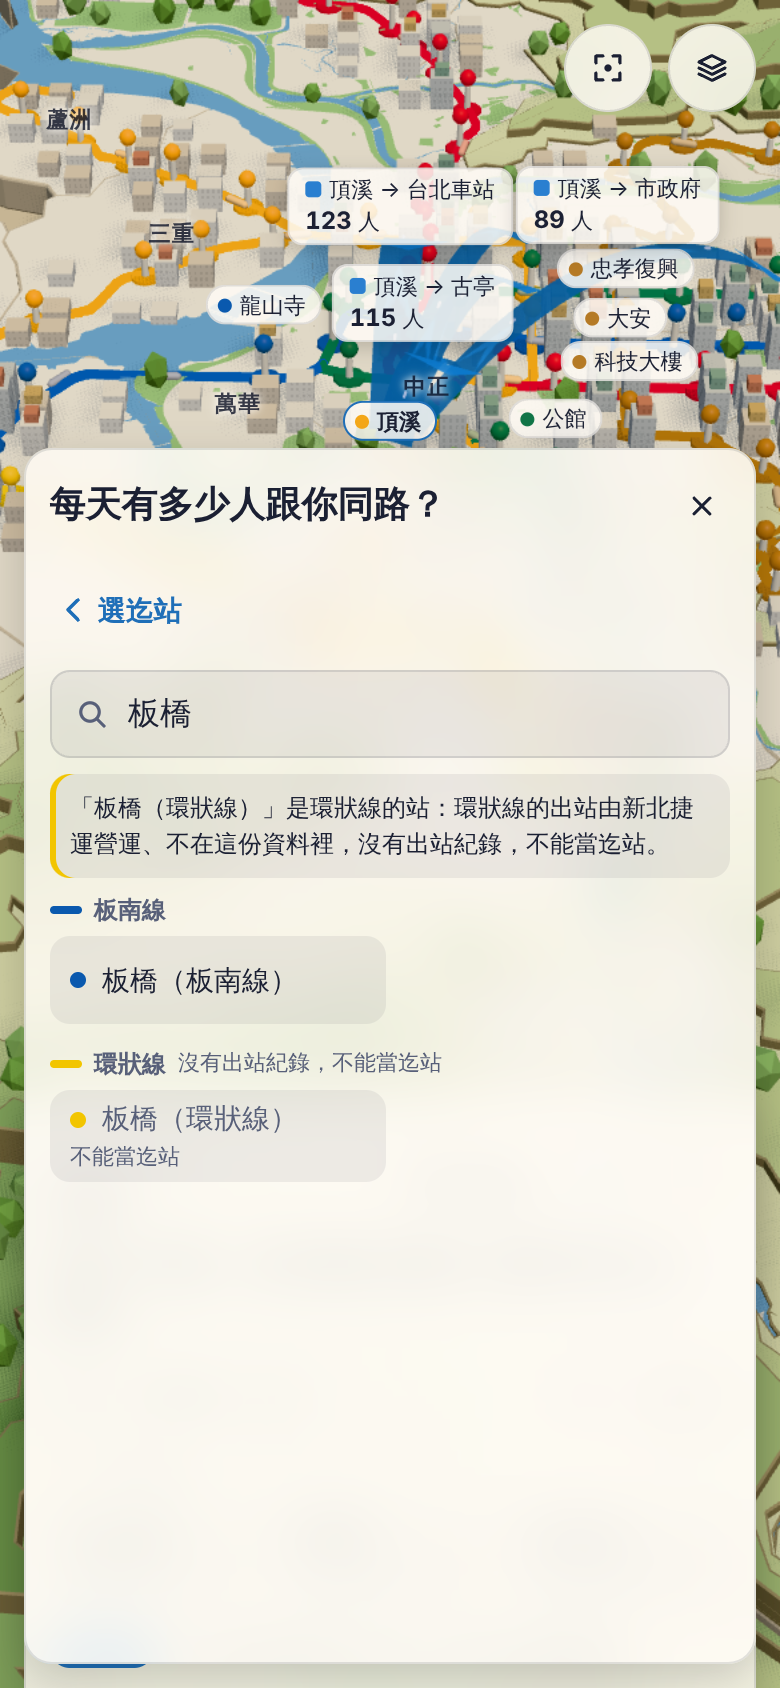 蘆洲
頂溪 → 台北車站
123 人
頂溪 → 市政府
89 人
三重
忠孝復興
頂溪 → 古亭
115 人
龍山寺
大安
科技大樓
中正
萬華
頂溪
公館
每天有多少人跟你同路？
選迄站
板橋
「板橋（環狀線）」是環狀線的站：環狀線的出站由新北捷
運營運、不在這份資料裡，沒有出站紀錄，不能當迄站。
板南線
板橋（板南線）
環狀線 沒有出站紀錄，不能當迄站
板橋（環狀線）
不能當迄站